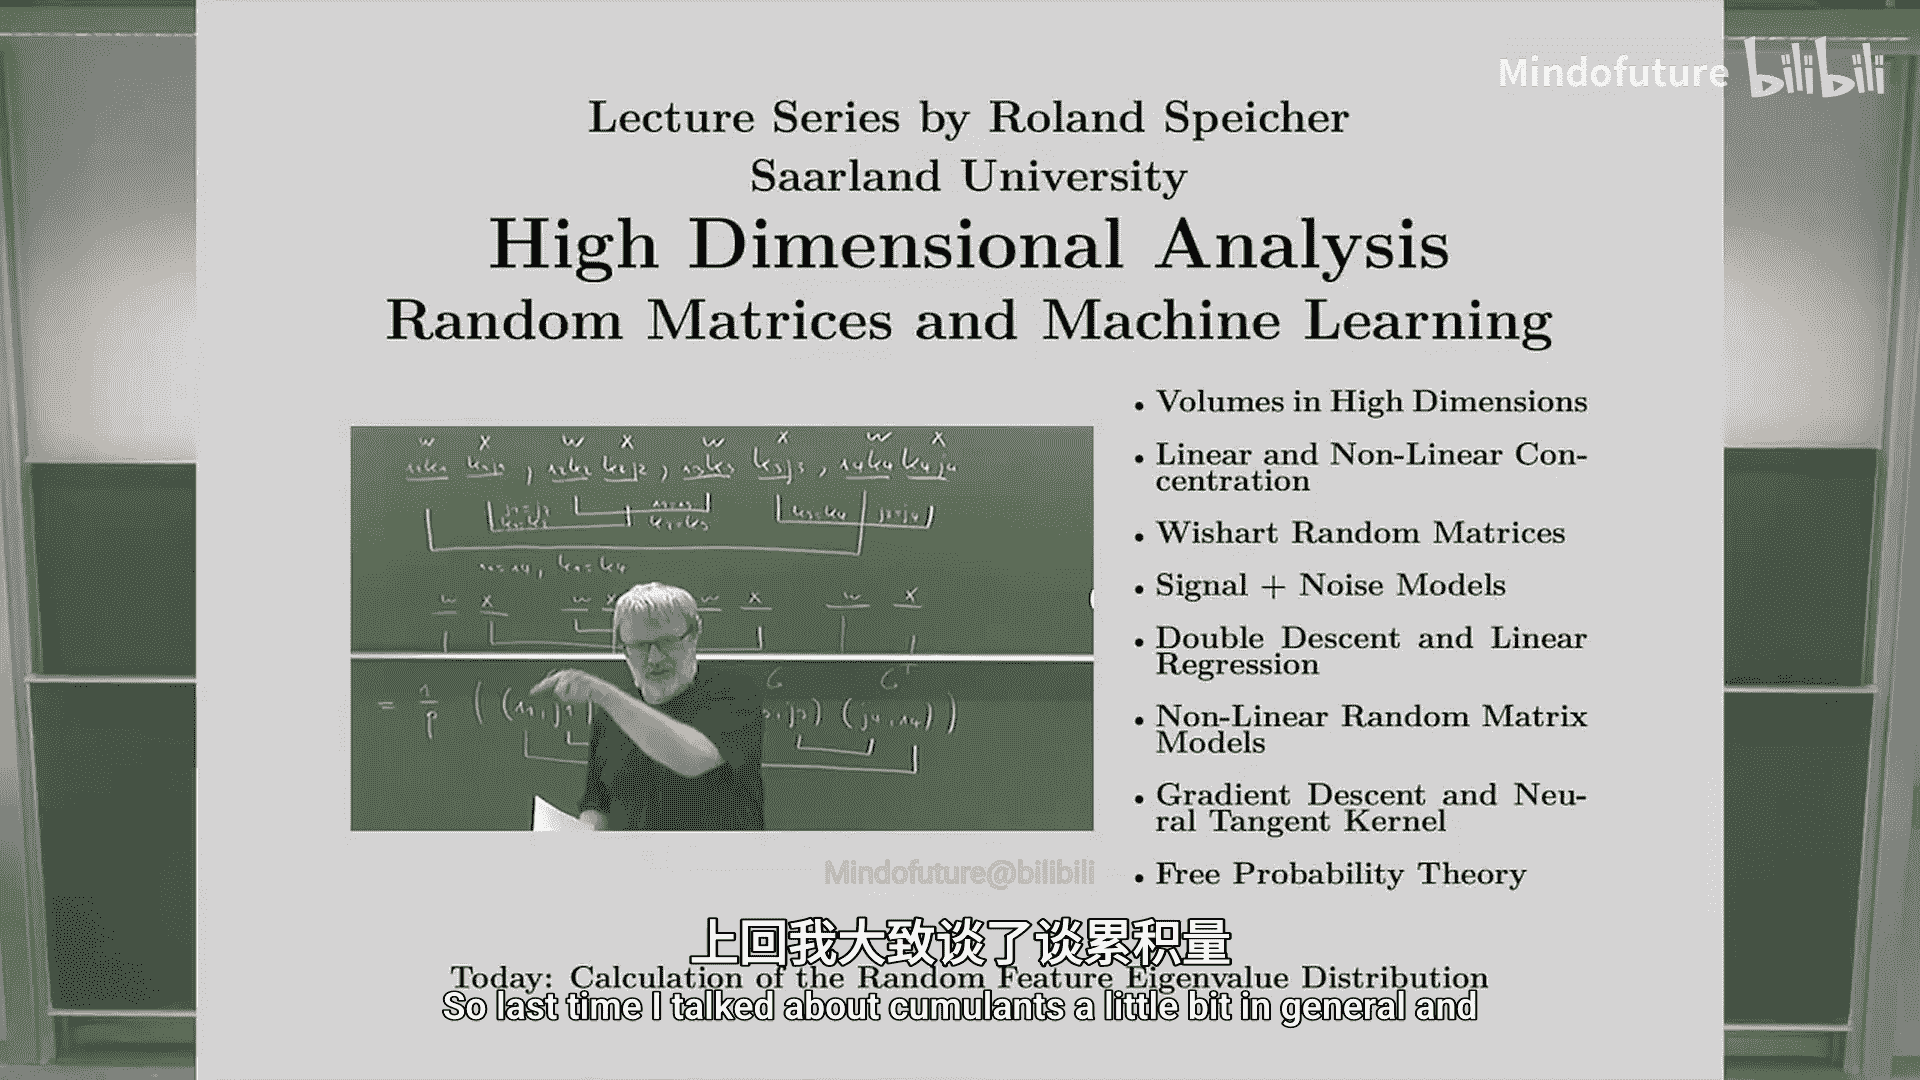 Mindofuture bilibili
Lecture Series by Roland Speicher
Saarland University
High Dimensional Analysis
Random Matrices and Machine Learning
• Volumes in High Dimensions
• Linear and Non-Linear Con-
centration
• Wishart Random Matrices
• Signal + Noise Models
• Double Descent and Linear
Regression
• Non-Linear Random Matrix
Models
• Gradient Descent and Neu-
ral Tangent Kernel
• Free Probability Theory
Mindofuture@bilibili
上回我大致谈了谈累积量
Today: Calculation of the Random Feature Eigenvalue Distribution
So last time I talked about cumulants a little bit in general and